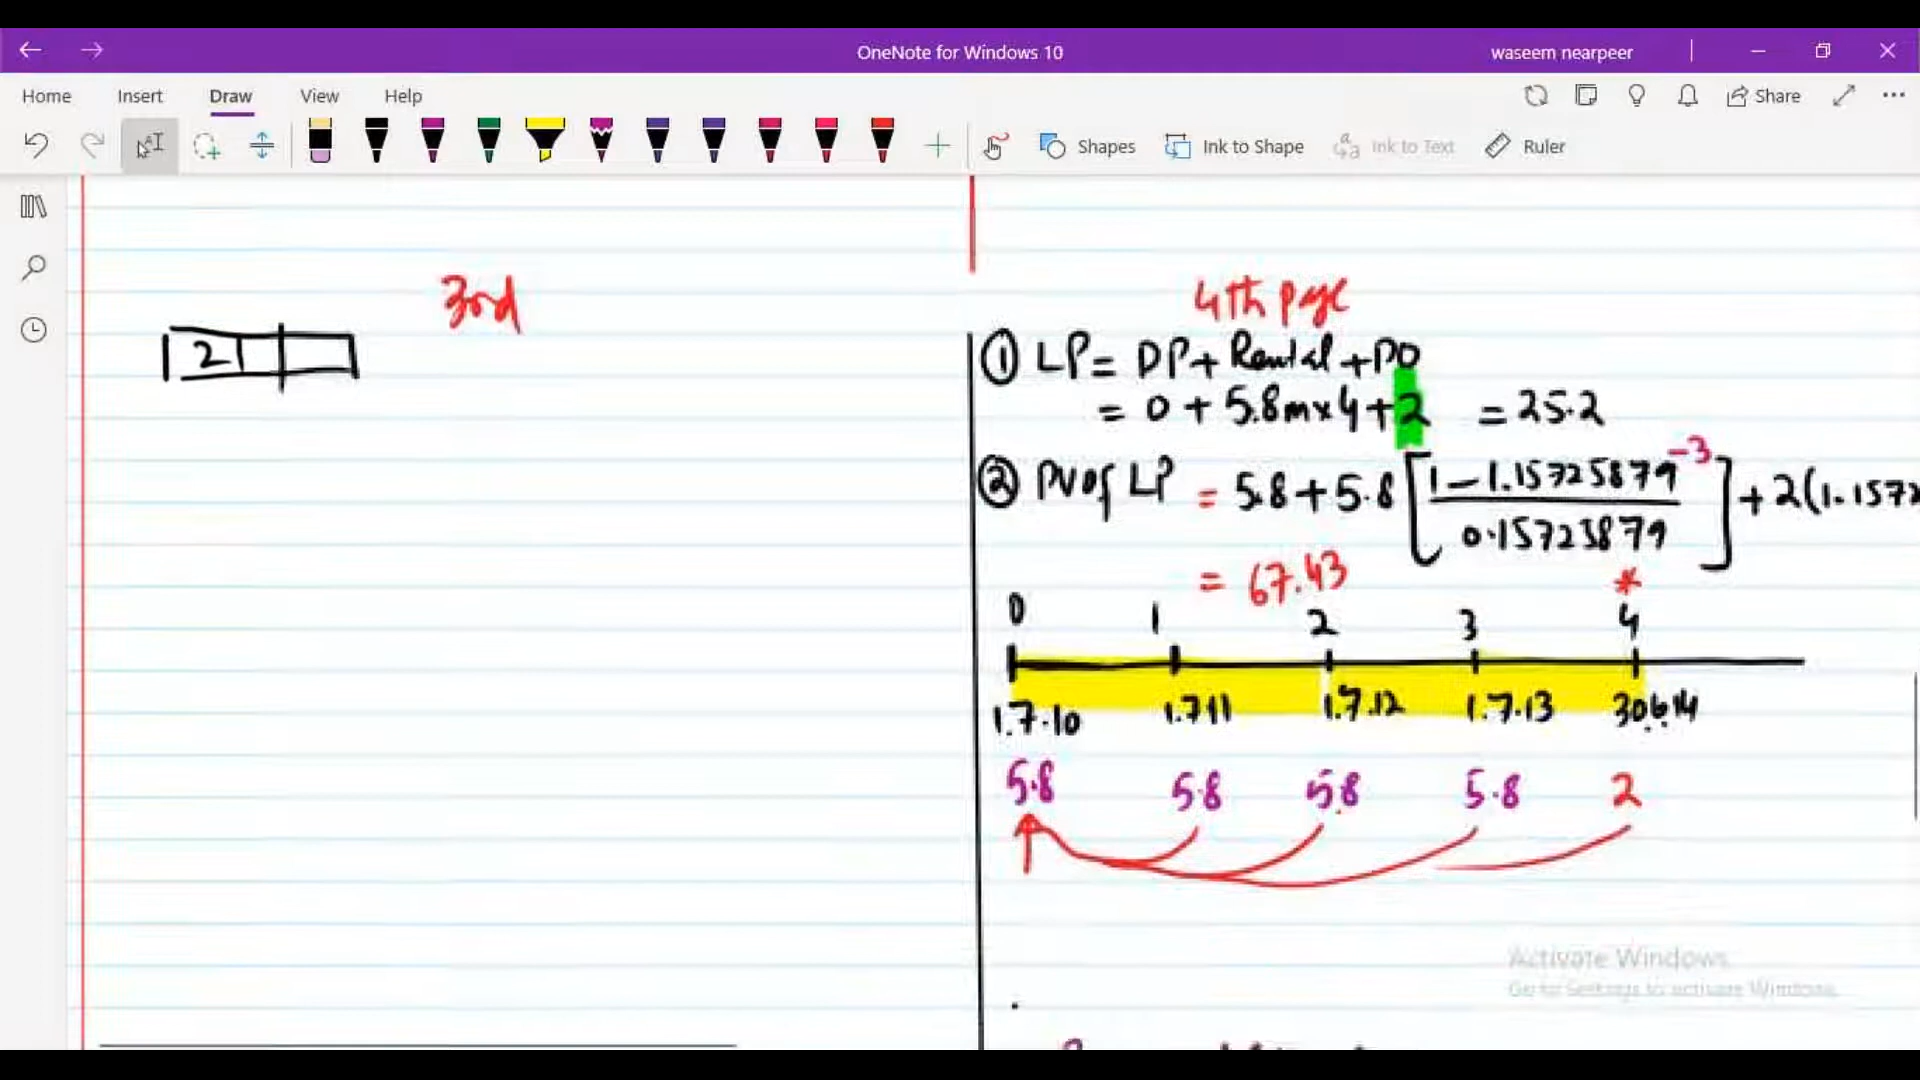 OneNote for Windows 10
waseem nearpeer
Home Insert Draw View Help
Share
Shapes Ink to Shape Ink to Text Ruler
3rd
2
4th page
① LP = DP + Rental + PO
= 0 + 5.8m x 4 + 2 = 25.2
② PV of LP = 5.8 + 5.8 [1 - 1.15725879^-3 / 0.15725879] + 2(1.1572
= 67.43
*
0 1 2 3 4
1.7.10 1.7.11 1.7.12 1.7.13 30.6.14
5.8 5.8 5.8 5.8 2
Activate Windows
Go to Settings to activate Windows.